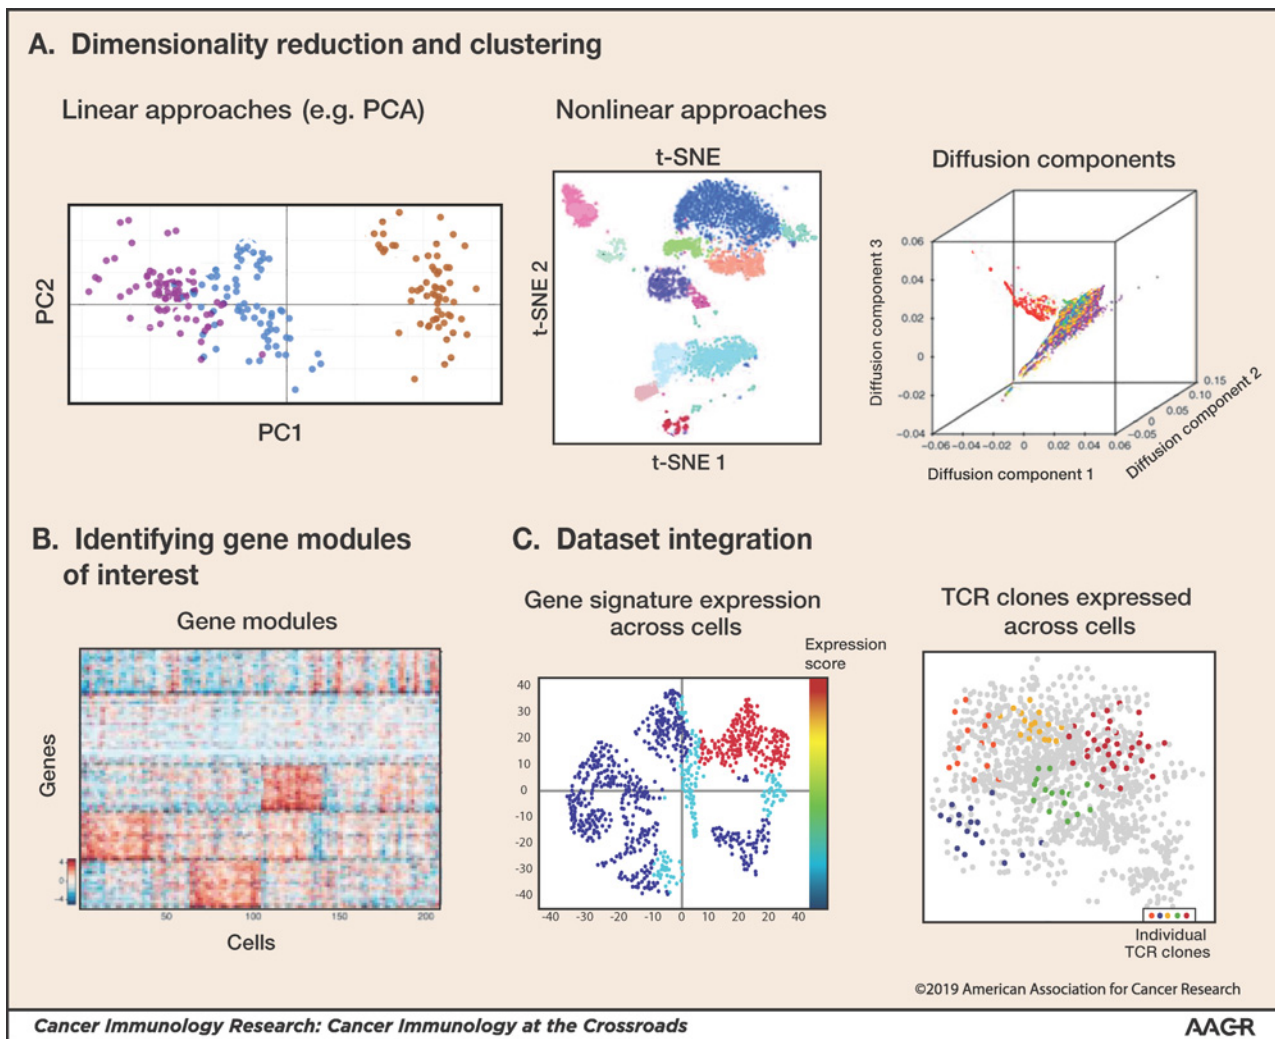 A. Dimensionality reduction and clustering
Linear approaches (e.g. PCA)
PC2
PC1
Nonlinear approaches
t-SNE
t-SNE 2
t-SNE 1
Diffusion components
Diffusion component 3
0.06
0.04
0.02
0
−0.02
−0.04
−0.06 −0.04 −0.02 0 0.02 0.04 0.06
Diffusion component 1
−0.05
0
0.05
0.10
0.15
Diffusion component 2
B. Identifying gene modules
of interest
Gene modules
Genes
4
0
−4
50 100 150 200
Cells
C. Dataset integration
Gene signature expression
across cells
Expression
score
40
30
20
10
0
-10
-20
-30
-40
-40 -30 -20 -10 0 10 20 20 40
TCR clones expressed
across cells
Individual
TCR clones
©2019 American Association for Cancer Research
Cancer Immunology Research: Cancer Immunology at the Crossroads
AACR